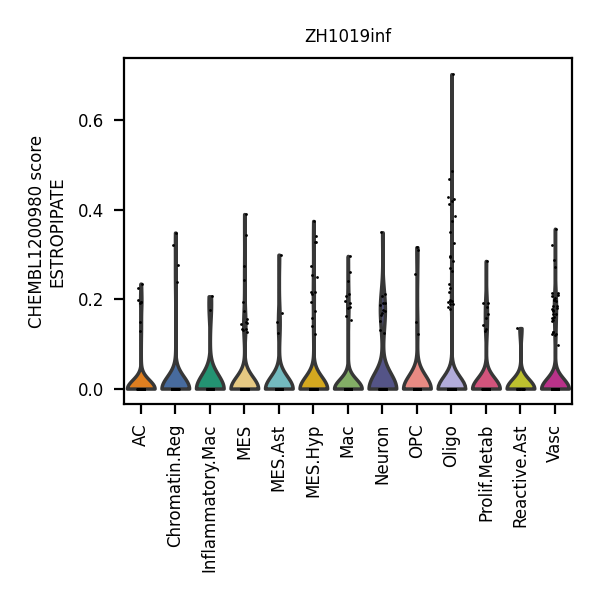 ZH1019inf
CHEMBL1200980 score
ESTROPIPATE
0.6
0.4
0.2
0.0
AC
Chromatin.Reg
Inflammatory.Mac
MES
MES.Ast
MES.Hyp
Mac
Neuron
OPC
Oligo
Prolif.Metab
Reactive.Ast
Vasc